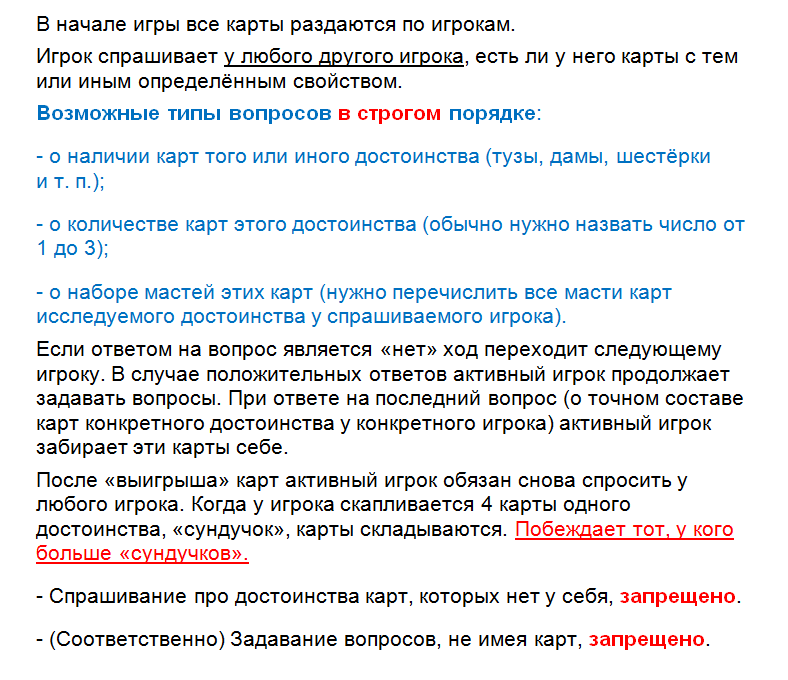 В начале игры все карты раздаются по игрокам.
Игрок спрашивает у любого другого игрока, есть ли у него карты с тем
или иным определённым свойством.
Возможные типы вопросов в строгом порядке:
- о наличии карт того или иного достоинства (тузы, дамы, шестёрки
и т. п.);
- о количестве карт этого достоинства (обычно нужно назвать число от
1 до 3);
- о наборе мастей этих карт (нужно перечислить все масти карт
исследуемого достоинства у спрашиваемого игрока).
Если ответом на вопрос является «нет» ход переходит следующему
игроку. В случае положительных ответов активный игрок продолжает
задавать вопросы. При ответе на последний вопрос (о точном составе
карт конкретного достоинства у конкретного игрока) активный игрок
забирает эти карты себе.
После «выигрыша» карт активный игрок обязан снова спросить у
любого игрока. Когда у игрока скапливается 4 карты одного
достоинства, «сундучок», карты складываются. Побеждает тот, у кого
больше «сундучков».
- Спрашивание про достоинства карт, которых нет у себя, запрещено.
- (Соответственно) Задавание вопросов, не имея карт, запрещено.